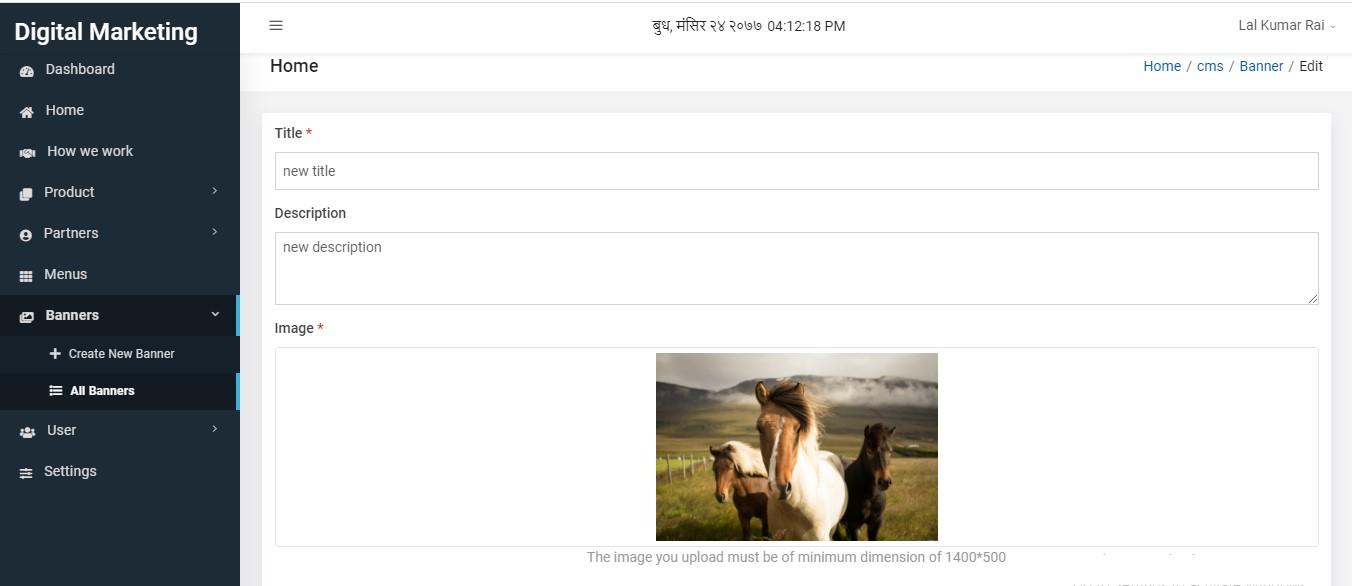 Digital Marketing
Dashboard
Home
How we work
Product
Partners
Menus
Banners
Create New Banner
All Banners
User
Settings
बुध, मंसिर २४ २०७७ 04:12:18 PM
Lal Kumar Rai
Home
Home / cms / Banner / Edit
Title *
new title
Description
new description
Image *
The image you upload must be of minimum dimension of 1400*500